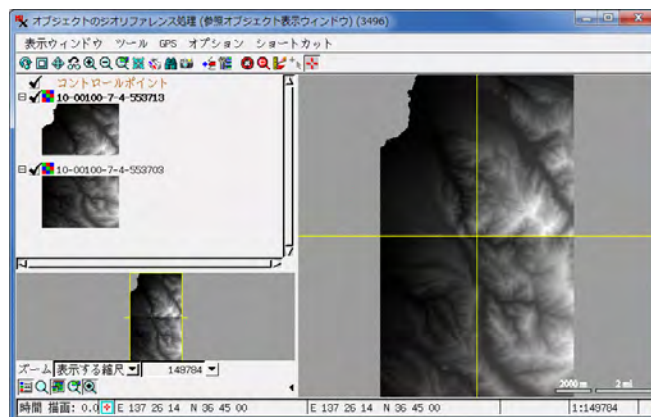 オブジェクトのジオリファレンス処理 (参照オブジェクト表示ウィンドウ) (3496)
表示ウィンドウ ツール GPS オプション ショートカット
コントロールポイント
10-00100-7-4-553713
10-00100-7-4-553703
ズーム 表示する縮尺 149784
2000 m 2 mi
時間 描画: 0.0 E 137 26 14 N 36 45 00 E 137 26 14 N 36 45 00 1:149784